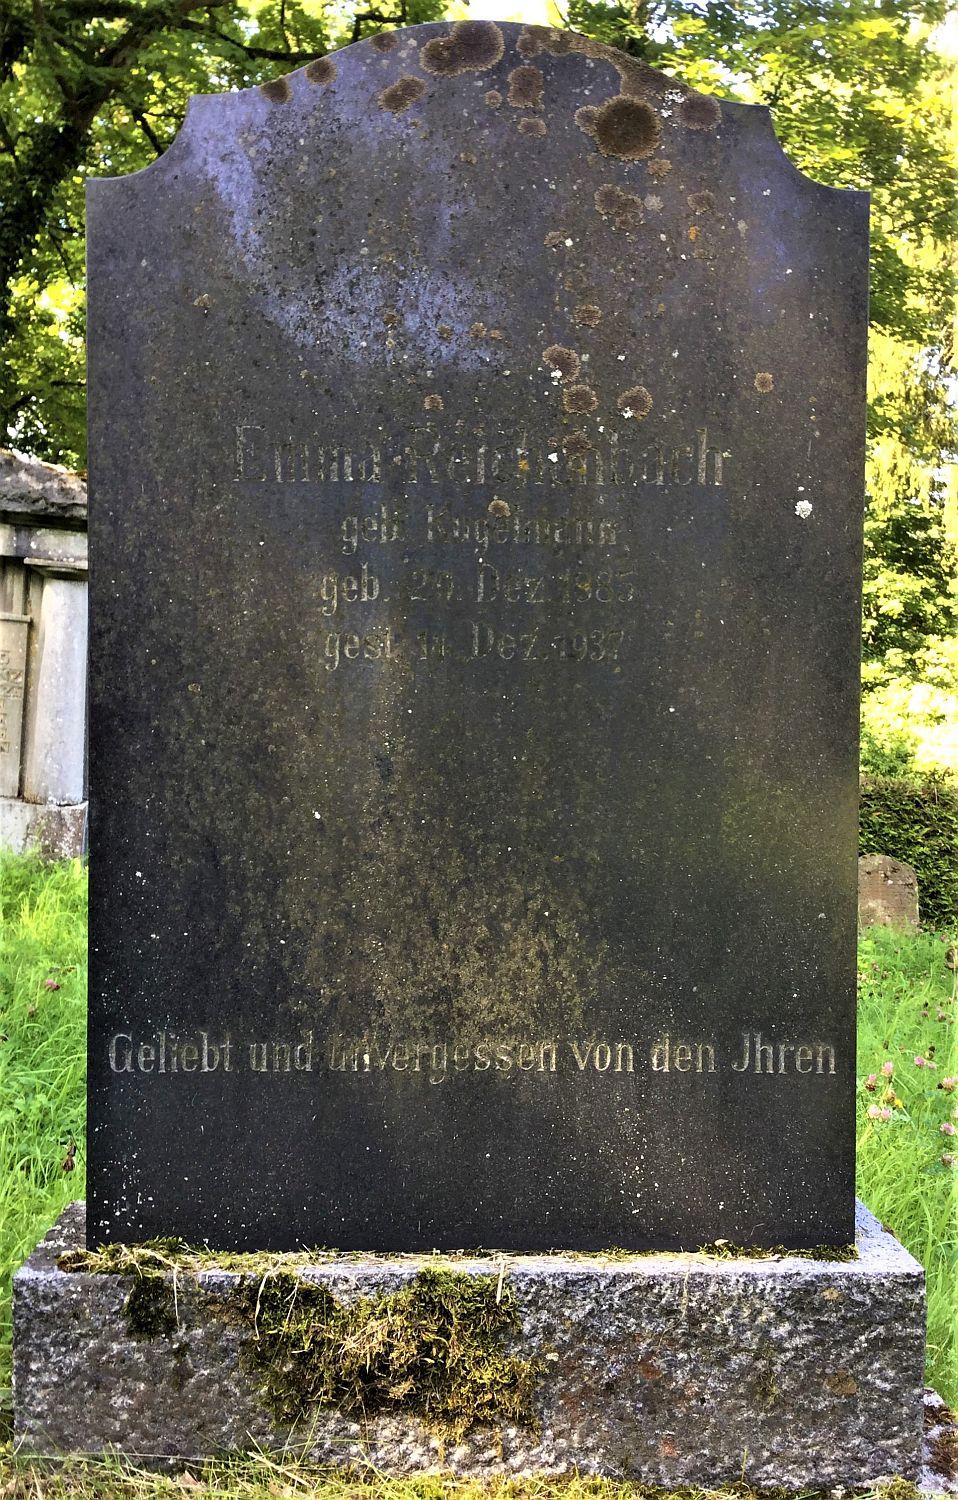 Emma Reichenbach
geb. Kugelmann
geb. 20. Dez. 1885
gest. 11. Dez. 1937
Geliebt und unvergessen von den Jhren